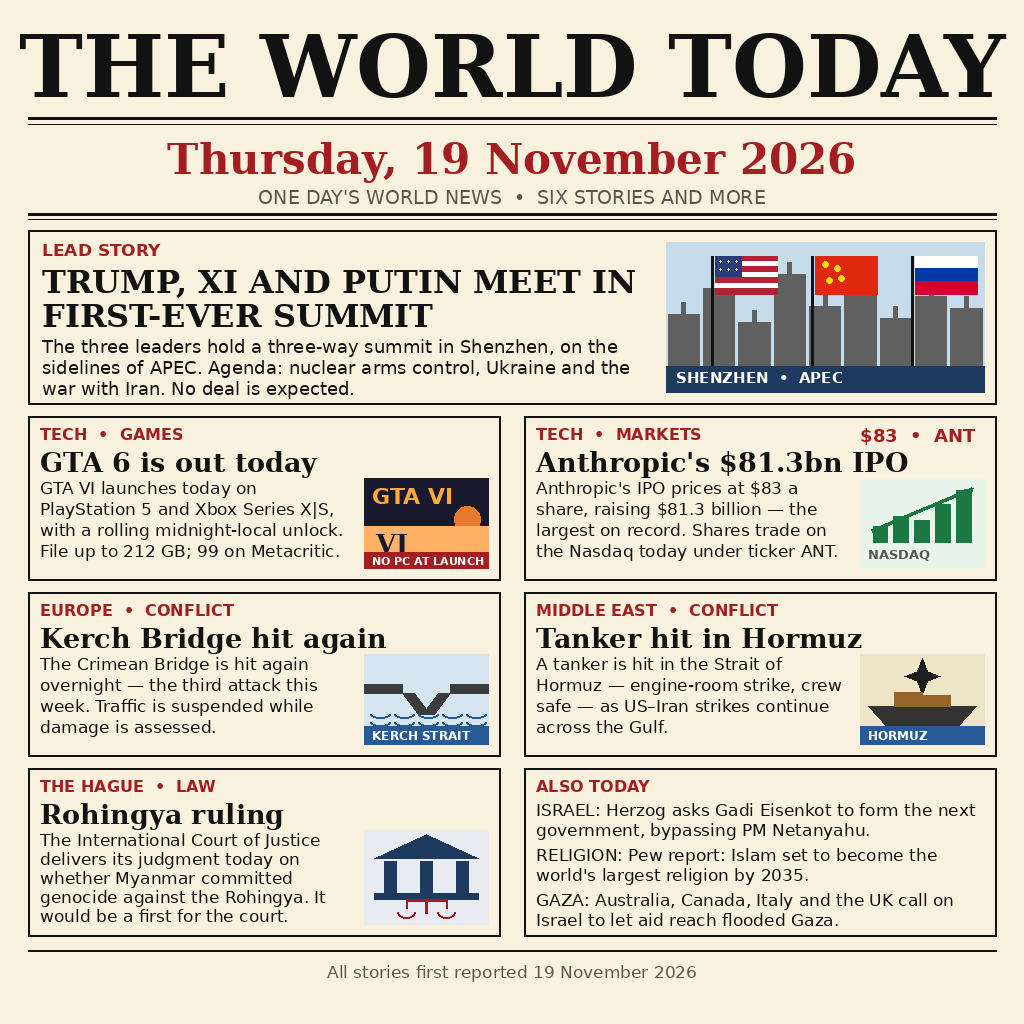 THE WORLD TODAY
Thursday, 19 November 2026
ONE DAY'S WORLD NEWS • SIX STORIES AND MORE
LEAD STORY
TRUMP, XI AND PUTIN MEET IN
FIRST-EVER SUMMIT
The three leaders hold a three-way summit in Shenzhen, on the
sidelines of APEC. Agenda: nuclear arms control, Ukraine and the
war with Iran. No deal is expected.
SHENZHEN • APEC
TECH • GAMES
GTA 6 is out today
GTA VI launches today on
PlayStation 5 and Xbox Series X|S,
with a rolling midnight-local unlock.
File up to 212 GB; 99 on Metacritic.
GTA VI
VI
NO PC AT LAUNCH
TECH • MARKETS
$83 • ANT
Anthropic's $81.3bn IPO
Anthropic's IPO prices at $83 a
share, raising $81.3 billion — the
largest on record. Shares trade on
the Nasdaq today under ticker ANT.
NASDAQ
EUROPE • CONFLICT
Kerch Bridge hit again
The Crimean Bridge is hit again
overnight — the third attack this
week. Traffic is suspended while
damage is assessed.
KERCH STRAIT
MIDDLE EAST • CONFLICT
Tanker hit in Hormuz
A tanker is hit in the Strait of
Hormuz — engine-room strike, crew
safe — as US–Iran strikes continue
across the Gulf.
HORMUZ
THE HAGUE • LAW
Rohingya ruling
The International Court of Justice
delivers its judgment today on
whether Myanmar committed
genocide against the Rohingya. It
would be a first for the court.
ALSO TODAY
ISRAEL: Herzog asks Gadi Eisenkot to form the next
government, bypassing PM Netanyahu.
RELIGION: Pew report: Islam set to become the
world's largest religion by 2035.
GAZA: Australia, Canada, Italy and the UK call on
Israel to let aid reach flooded Gaza.
All stories first reported 19 November 2026